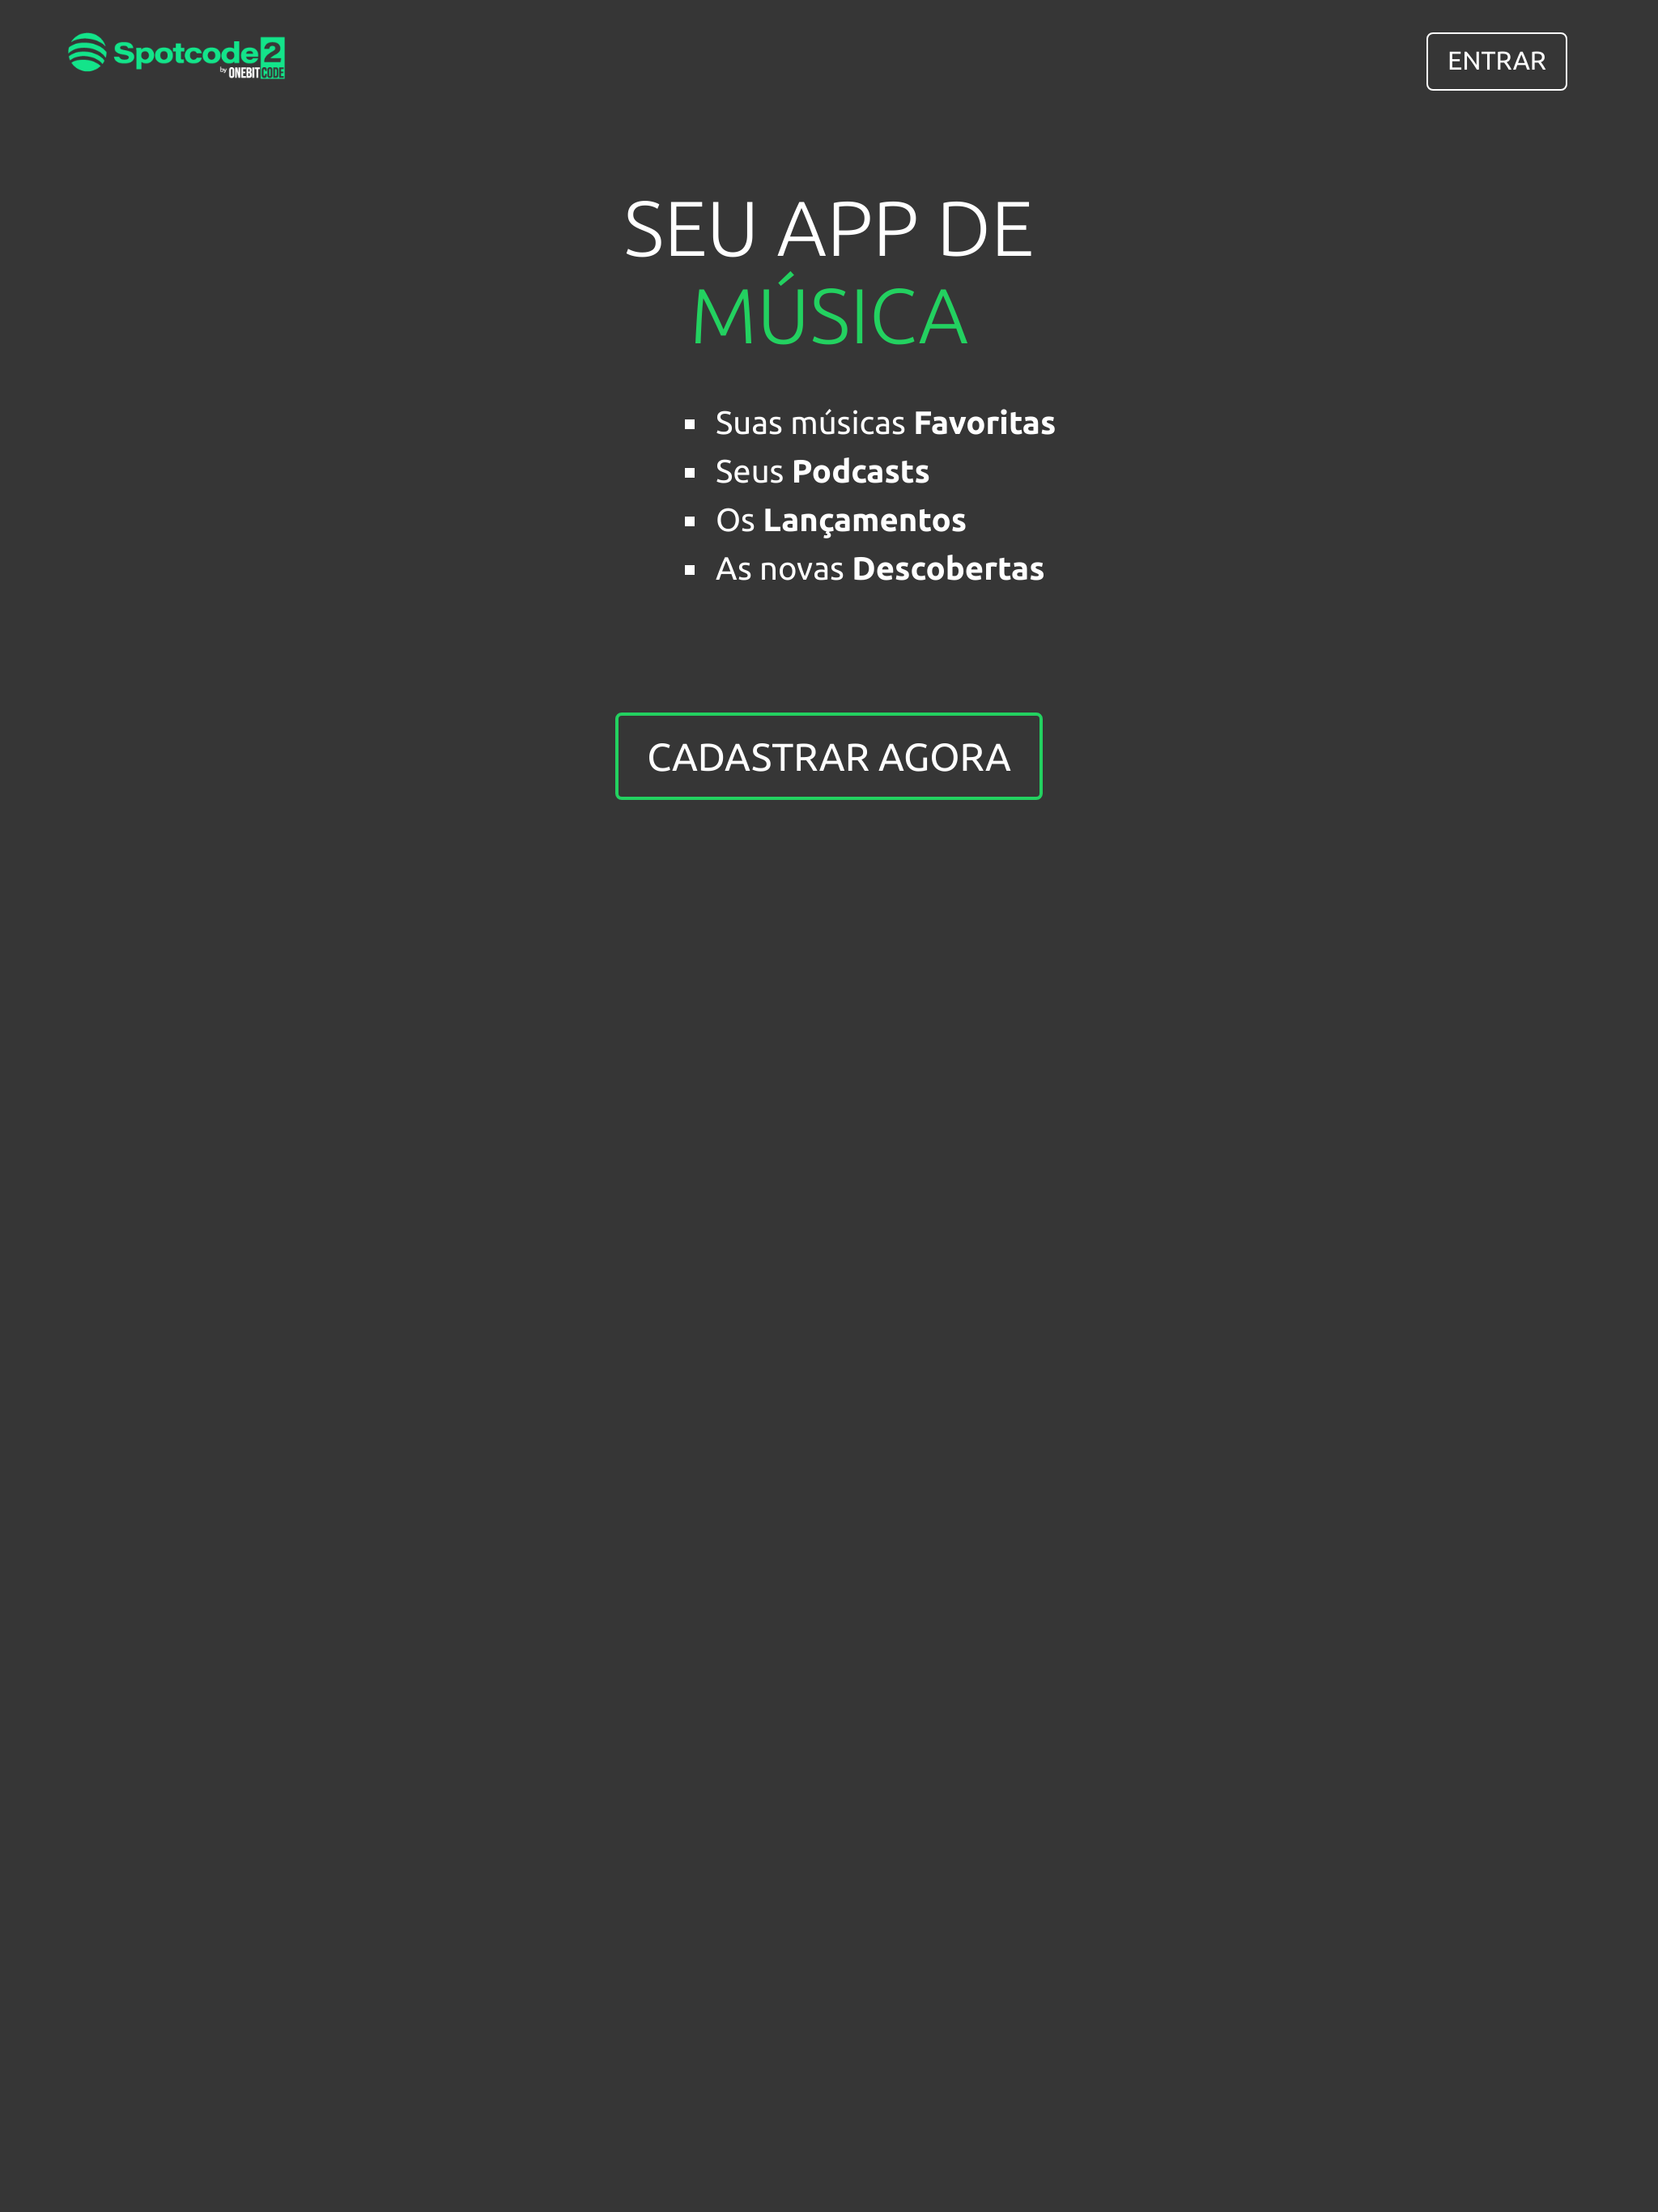 Spotcode2
by ONEBITCODE
ENTRAR
SEU APP DE
MÚSICA
Suas músicas Favoritas
Seus Podcasts
Os Lançamentos
As novas Descobertas
CADASTRAR AGORA